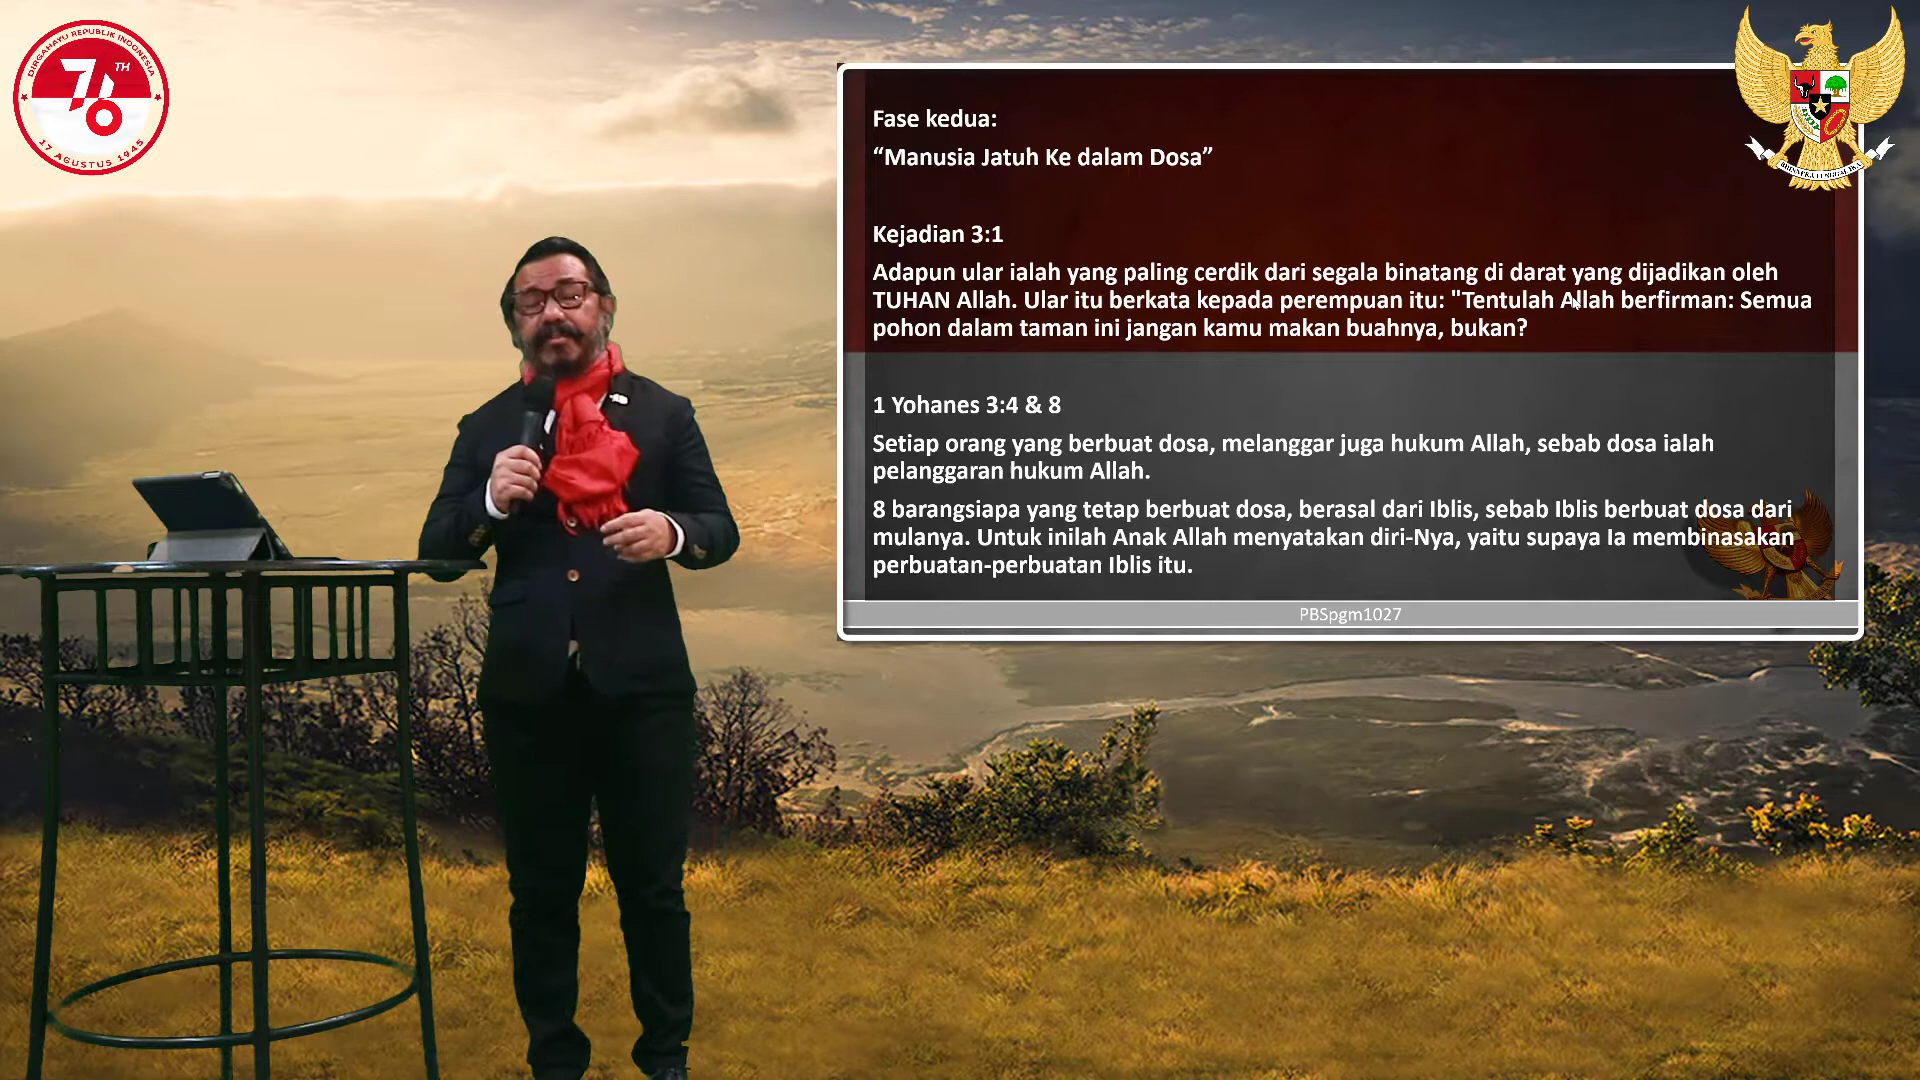 DIRGAHAYU REPUBLIK INDONESIA
76
TH
17 AGUSTUS 1945
BHINNEKA TUNGGAL IKA
Fase kedua:
“Manusia Jatuh Ke dalam Dosa”
Kejadian 3:1
Adapun ular ialah yang paling cerdik dari segala binatang di darat yang dijadikan oleh
TUHAN Allah. Ular itu berkata kepada perempuan itu: "Tentulah Allah berfirman: Semua
pohon dalam taman ini jangan kamu makan buahnya, bukan?
1 Yohanes 3:4 & 8
Setiap orang yang berbuat dosa, melanggar juga hukum Allah, sebab dosa ialah
pelanggaran hukum Allah.
8 barangsiapa yang tetap berbuat dosa, berasal dari Iblis, sebab Iblis berbuat dosa dari
mulanya. Untuk inilah Anak Allah menyatakan diri-Nya, yaitu supaya Ia membinasakan
perbuatan-perbuatan Iblis itu.
PBSpgm1027